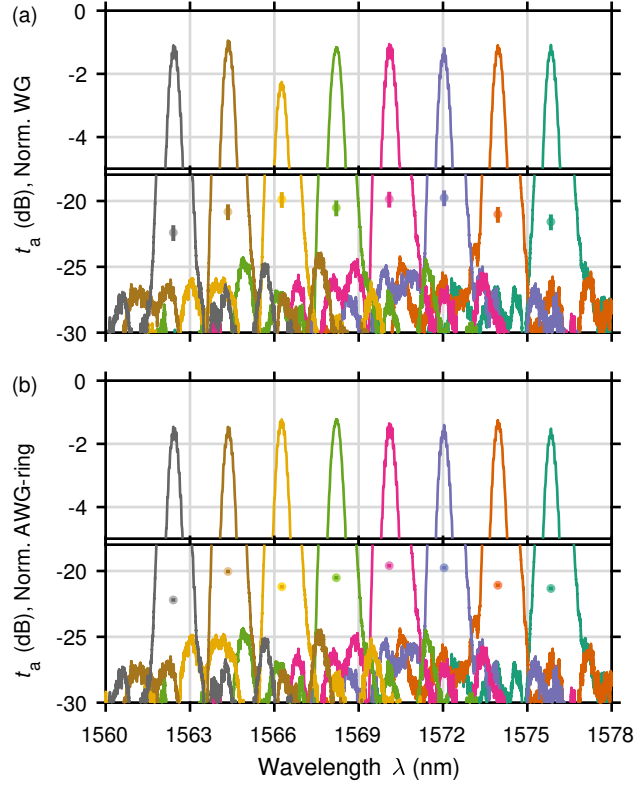 (a)
0
-2
-4
-20
-25
-30
t_a (dB), Norm. WG
(b)
0
-2
-4
-20
-25
-30
t_a (dB), Norm. AWG-ring
1560 1563 1566 1569 1572 1575 1578
Wavelength λ (nm)